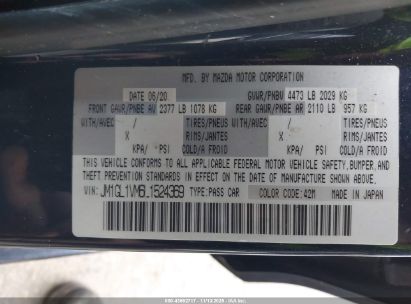 MFD. BY MAZDA MOTOR CORPORATION
DATE 06/20 GVWR/PNBV 4473 LB 2029 KG
FRONT GAWR/PNBE AV 2377 LB 1078 KG REAR GAWR/PNBE AR 2110 LB 957 KG
WITH/AVEC / TIRES/PNEUS WITH/AVEC / TIRES/PNEUS
X RIMS/JANTES X RIMS/JANTES
KPA/ PSI COLD/A FROID KPA/ PSI COLD/A FROID
THIS VEHICLE CONFORMS TO ALL APPLICABLE FEDERAL MOTOR VEHICLE SAFETY, BUMPER, AND
THEFT PREVENTION STANDARDS IN EFFECT ON THE DATE OF MANUFACTURE SHOWN ABOVE.
VIN: JM1GL1VM6L1524369 TYPE: PASS CAR COLOR CODE: 42M MADE IN JAPAN